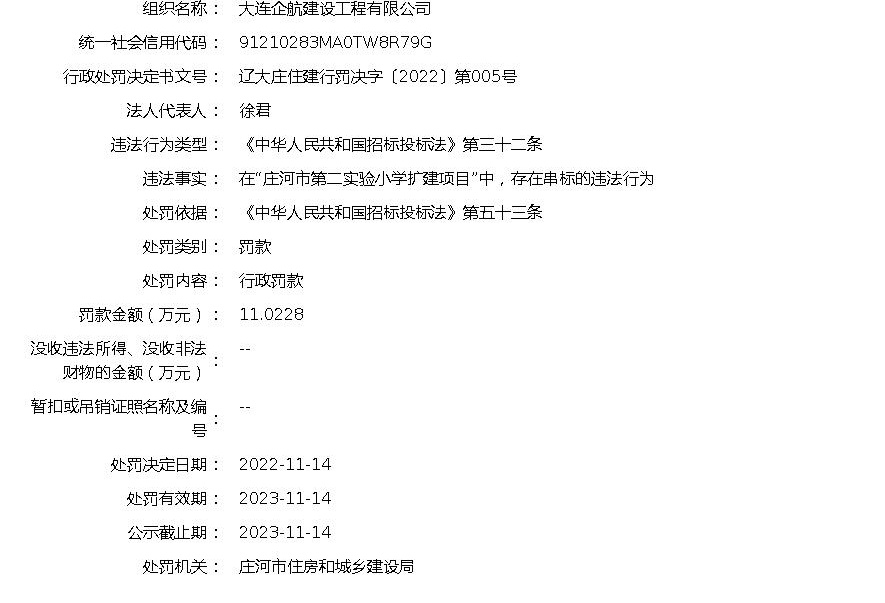 组织名称： 大连企航建设工程有限公司
统一社会信用代码： 91210283MA0TW8R79G
行政处罚决定书文号： 辽大庄住建行罚决字〔2022〕第005号
法人代表人： 徐君
违法行为类型： 《中华人民共和国招标投标法》第三十二条
违法事实： 在“庄河市第二实验小学扩建项目”中，存在串标的违法行为
处罚依据： 《中华人民共和国招标投标法》第五十三条
处罚类别： 罚款
处罚内容： 行政罚款
罚款金额（万元）： 11.0228
没收违法所得、没收非法
财物的金额（万元）： --
暂扣或吊销证照名称及编
号： --
处罚决定日期： 2022-11-14
处罚有效期： 2023-11-14
公示截止期： 2023-11-14
处罚机关： 庄河市住房和城乡建设局